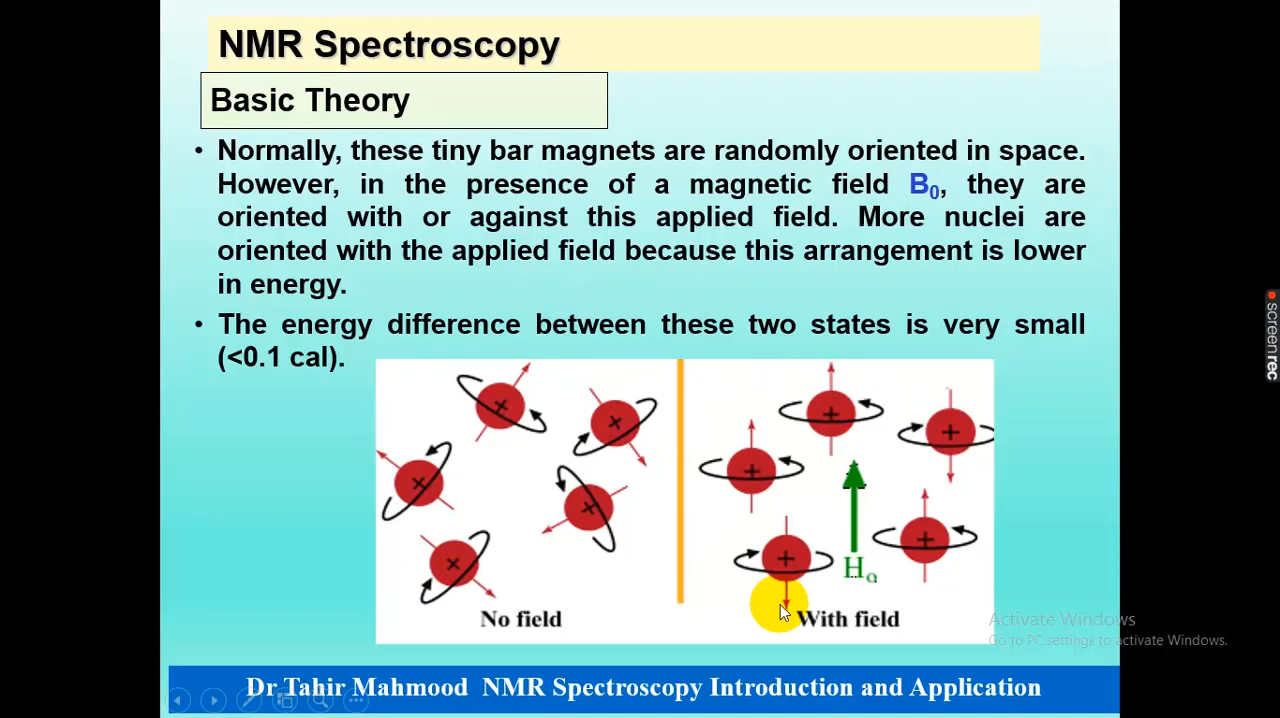 NMR Spectroscopy
Basic Theory
• Normally, these tiny bar magnets are randomly oriented in space.
However, in the presence of a magnetic field B₀, they are
oriented with or against this applied field. More nuclei are
oriented with the applied field because this arrangement is lower
in energy.
• The energy difference between these two states is very small
(<0.1 cal).
+ + + + +
+ + + + +
H₀
No field
With field
Activate Windows
Go to PC settings to activate Windows.
Dr Tahir Mahmood NMR Spectroscopy Introduction and Application
screenrec